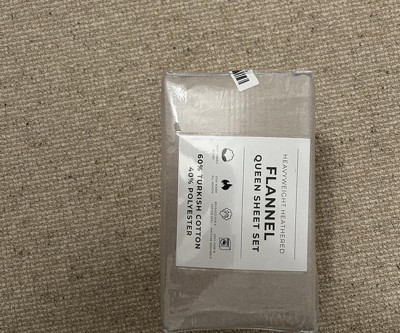 HEAVYWEIGHT HEATHERED
FLANNEL
QUEEN SHEET SET
60% TURKISH COTTON
40% POLYESTER